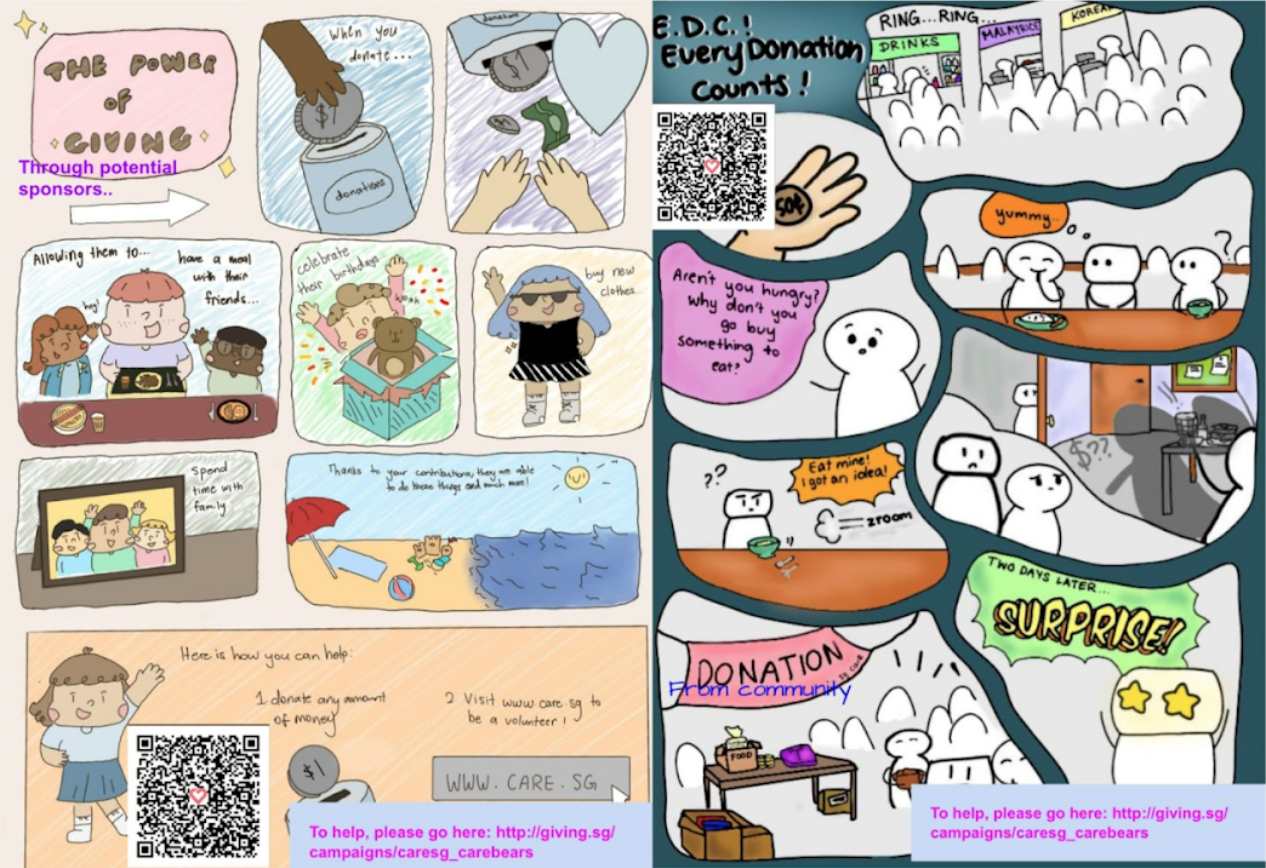 THE POWER
OF
GIVING
Through potential
sponsors..
When you
donate...
donations
donations
$1
$1
Allowing them to...
have a meal
with their
friends...
hey!
celebrate
their birthdays
woah
buy new
clothes
spend
time with
family
Thanks to your contributions, they are able
to do these things and much more!
Here is how you can help:
1. donate any amount
of money
2. Visit www.care.sg to
be a volunteer!
$1
WWW.CARE.SG
To help, please go here: http://giving.sg/
campaigns/caresg_carebears
E.D.C.!
Every Donation
Counts!
50¢
RING...RING...
DRINKS
MALAY RICE
KOREAN
yummy..
?
Aren't you hungry?
Why don't you
go buy
something to
eat?
$??
??
Eat mine!
I got an idea!
zroom
TWO DAYS LATER...
SURPRISE!
DONATION
SG CARE
From community
FOOD
To help, please go here: http://giving.sg/
campaigns/caresg_carebears